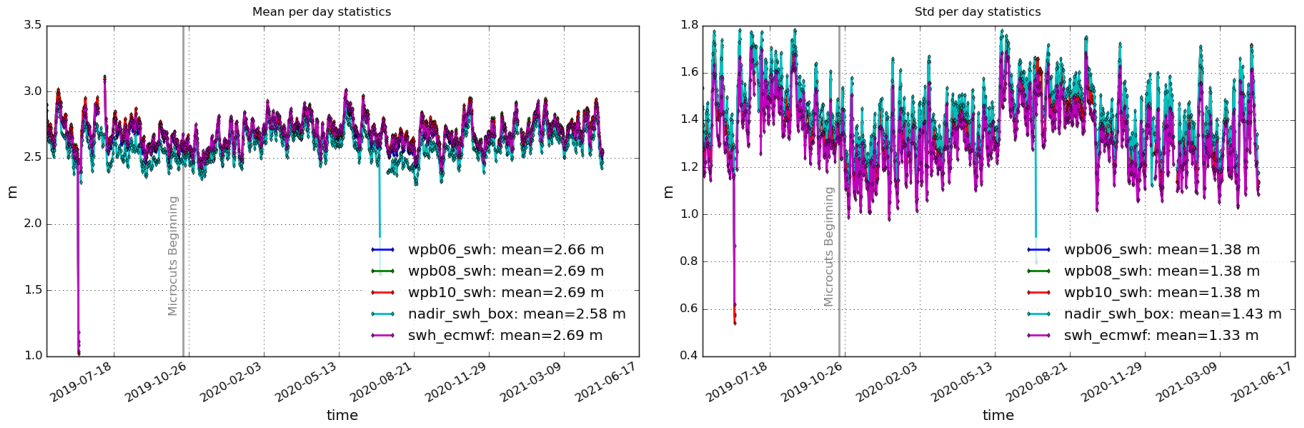 Mean per day statistics
3.5
3.0
2.5
2.0
1.5
1.0
m
Microcuts Beginning
wpb06_swh: mean=2.66 m
wpb08_swh: mean=2.69 m
wpb10_swh: mean=2.69 m
nadir_swh_box: mean=2.58 m
swh_ecmwf: mean=2.69 m
2019-07-18
2019-10-26
2020-02-03
2020-05-13
2020-08-21
2020-11-29
2021-03-09
2021-06-17
time
Std per day statistics
1.8
1.6
1.4
1.2
1.0
0.8
0.6
0.4
m
Microcuts Beginning
wpb06_swh: mean=1.38 m
wpb08_swh: mean=1.38 m
wpb10_swh: mean=1.38 m
nadir_swh_box: mean=1.43 m
swh_ecmwf: mean=1.33 m
2019-07-18
2019-10-26
2020-02-03
2020-05-13
2020-08-21
2020-11-29
2021-03-09
2021-06-17
time